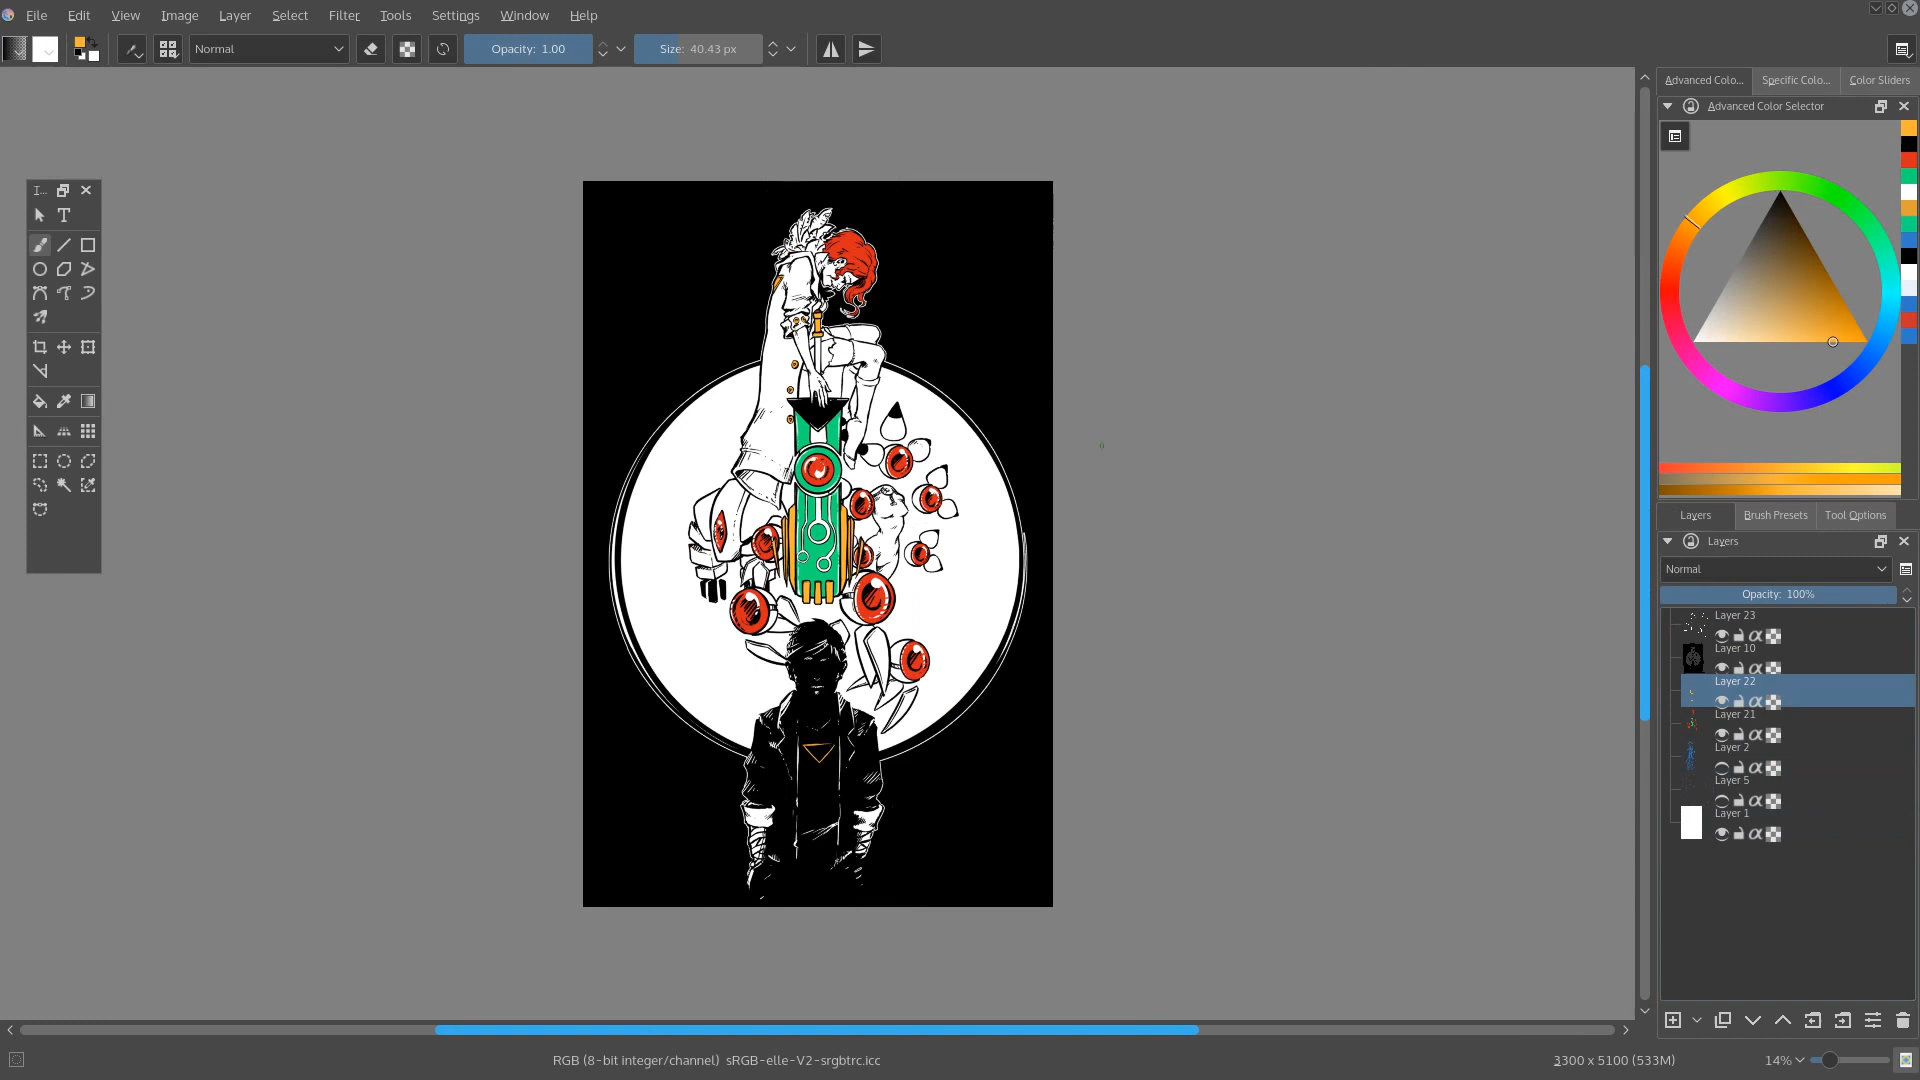 File Edit View Image Layer Select Filter Tools Settings Window Help
Normal
Opacity: 1.00
Size: 40.43 px
Advanced Colo... Specific Colo... Color Sliders
Advanced Color Selector
I...
T
Layers Brush Presets Tool Options
Layers
Normal
Opacity: 100%
Layer 23
Layer 10
Layer 22
Layer 21
Layer 2
Layer 5
Layer 1
RGB (8-bit integer/channel) sRGB-elle-V2-srgbtrc.icc
3300 x 5100 (533M)
14%